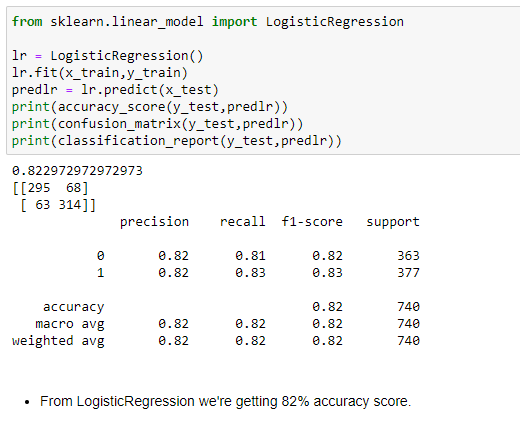 from sklearn.linear_model import LogisticRegression
lr = LogisticRegression()
lr.fit(x_train,y_train)
predlr = lr.predict(x_test)
print(accuracy_score(y_test,predlr))
print(confusion_matrix(y_test,predlr))
print(classification_report(y_test,predlr))
0.822972972972973
[[295  68]
 [ 63 314]]
              precision    recall  f1-score   support
           0       0.82      0.81      0.82       363
           1       0.82      0.83      0.83       377
    accuracy                           0.82       740
   macro avg       0.82      0.82      0.82       740
weighted avg       0.82      0.82      0.82       740
• From LogisticRegression we're getting 82% accuracy score.